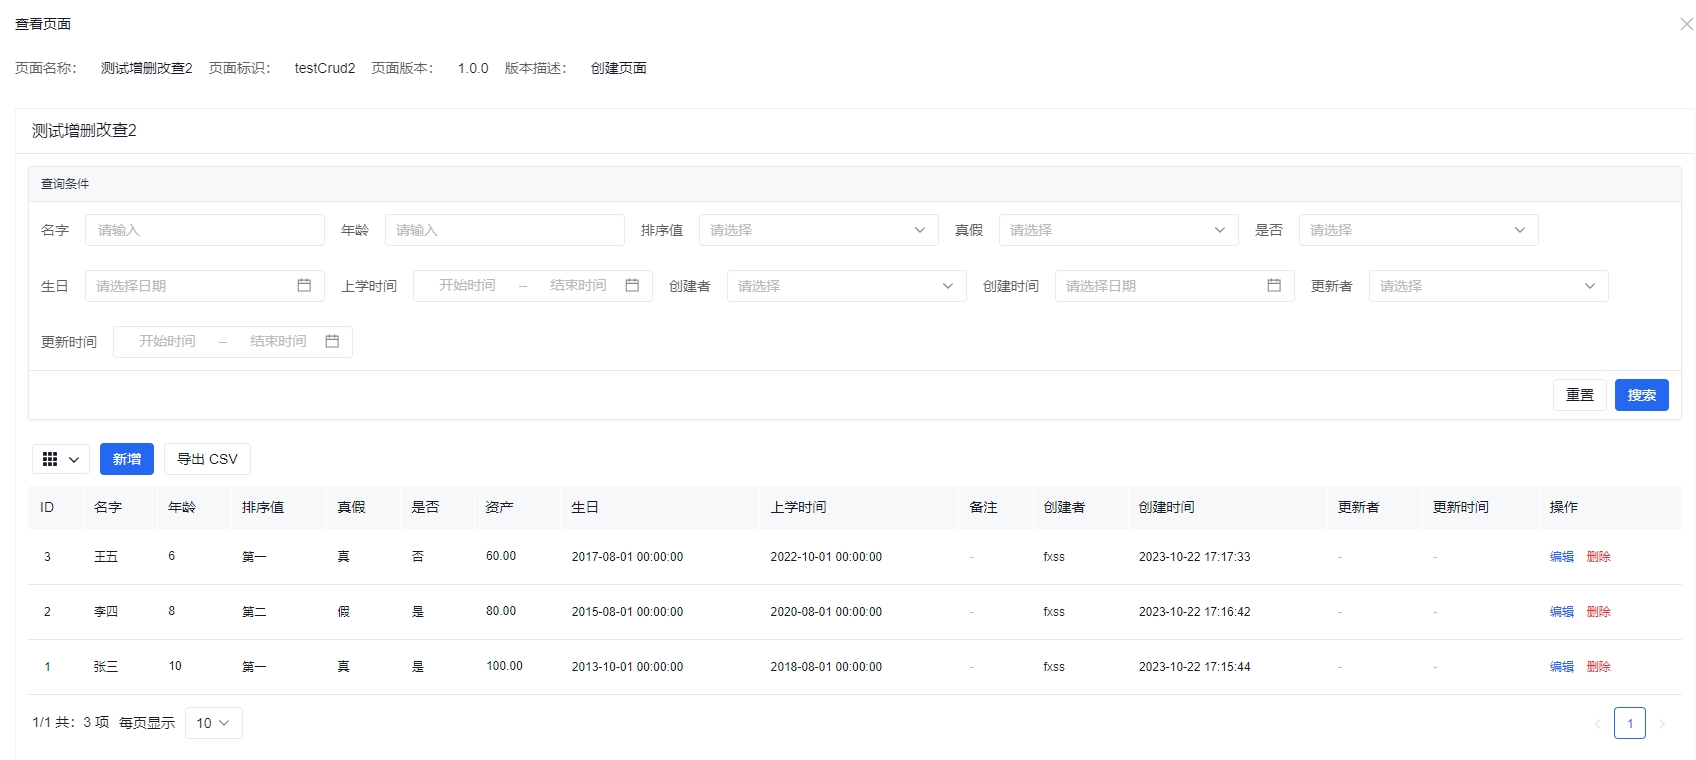 查看页面
页面名称： 测试增删改查2 页面标识： testCrud2 页面版本： 1.0.0 版本描述： 创建页面
测试增删改查2
查询条件
名字 请输入 年龄 请输入 排序值 请选择 真假 请选择 是否 请选择
生日 请选择日期 上学时间 开始时间 – 结束时间 创建者 请选择 创建时间 请选择日期 更新者 请选择
更新时间 开始时间 – 结束时间
重置 搜索
新增 导出 CSV
ID 名字 年龄 排序值 真假 是否 资产 生日 上学时间 备注 创建者 创建时间 更新者 更新时间 操作
3 王五 6 第一 真 否 60.00 2017-08-01 00:00:00 2022-10-01 00:00:00 - fxss 2023-10-22 17:17:33 - - 编辑 删除
2 李四 8 第二 假 是 80.00 2015-08-01 00:00:00 2020-08-01 00:00:00 - fxss 2023-10-22 17:16:42 - - 编辑 删除
1 张三 10 第一 真 是 100.00 2013-10-01 00:00:00 2018-08-01 00:00:00 - fxss 2023-10-22 17:15:44 - - 编辑 删除
1/1 共：3 项 每页显示 10 1